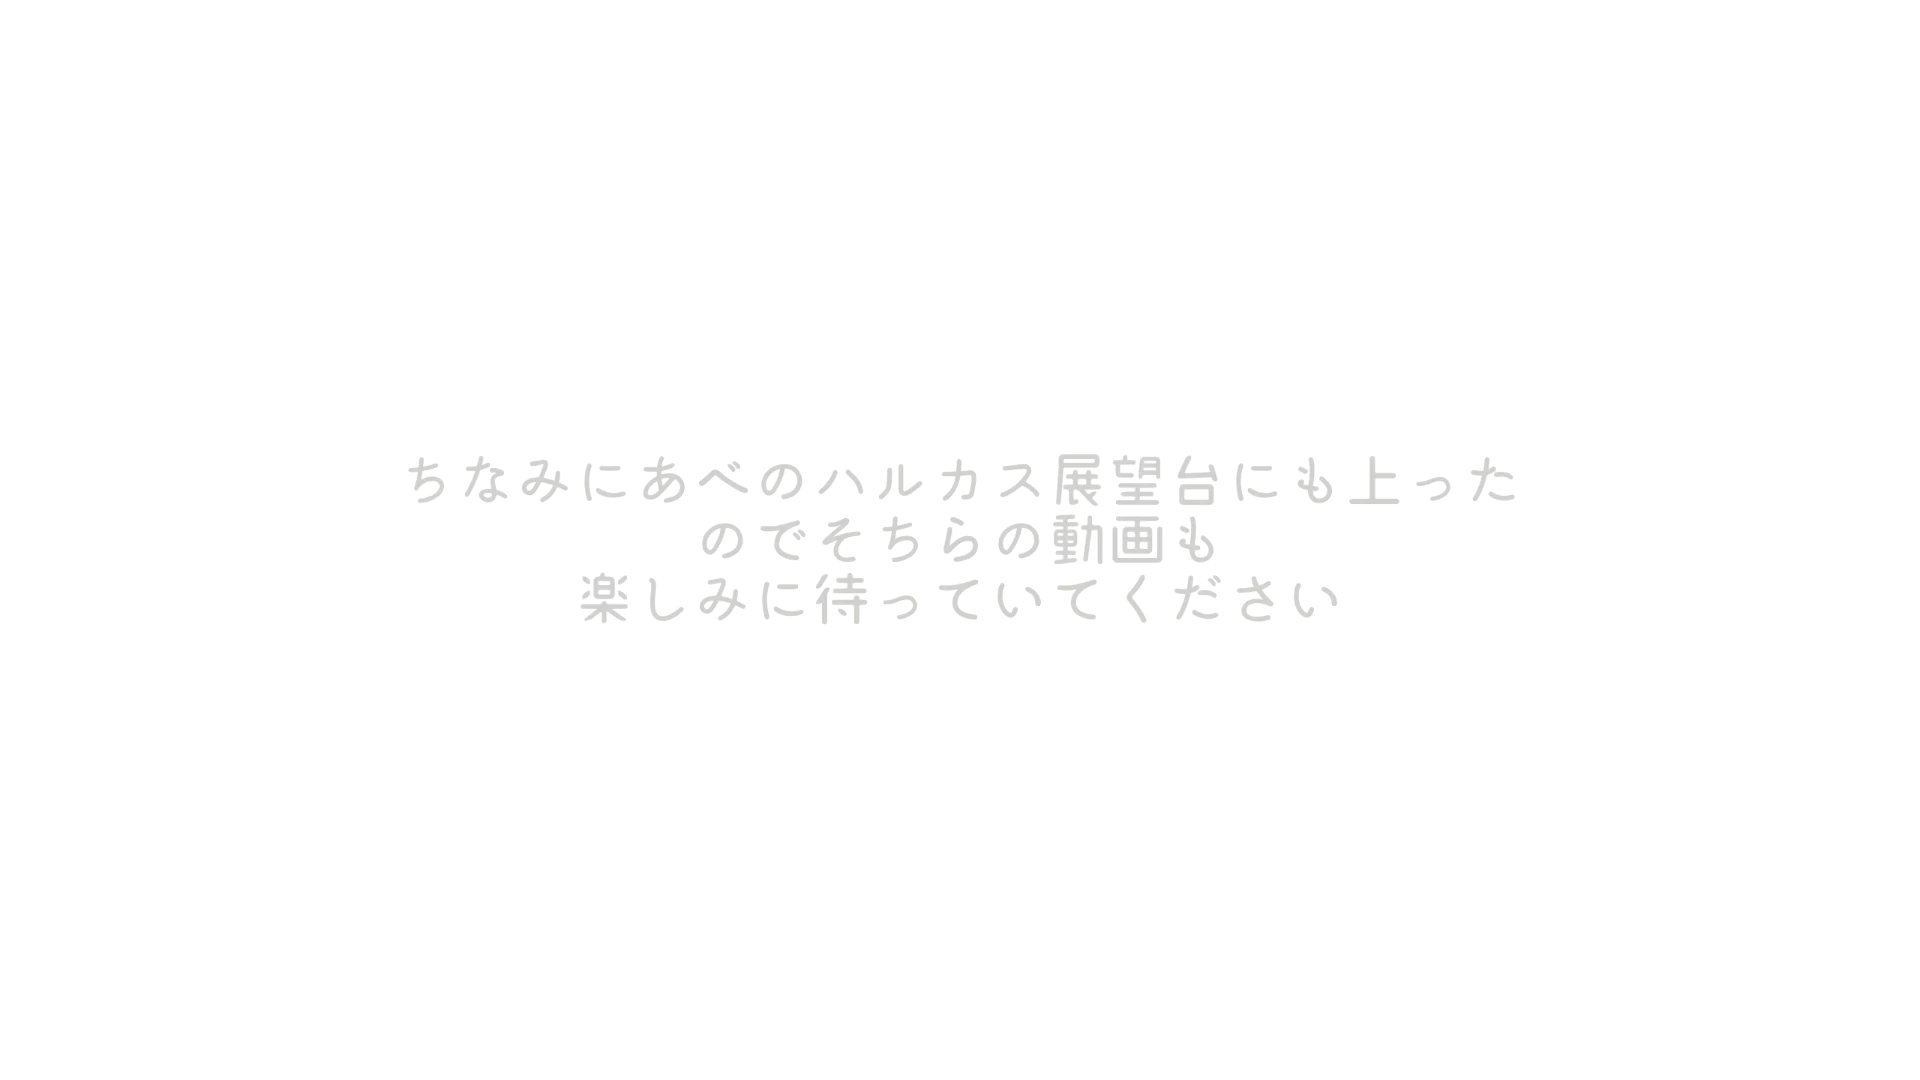 ちなみにあべのハルカス展望台にも上った
のでそちらの動画も
楽しみに待っていてください